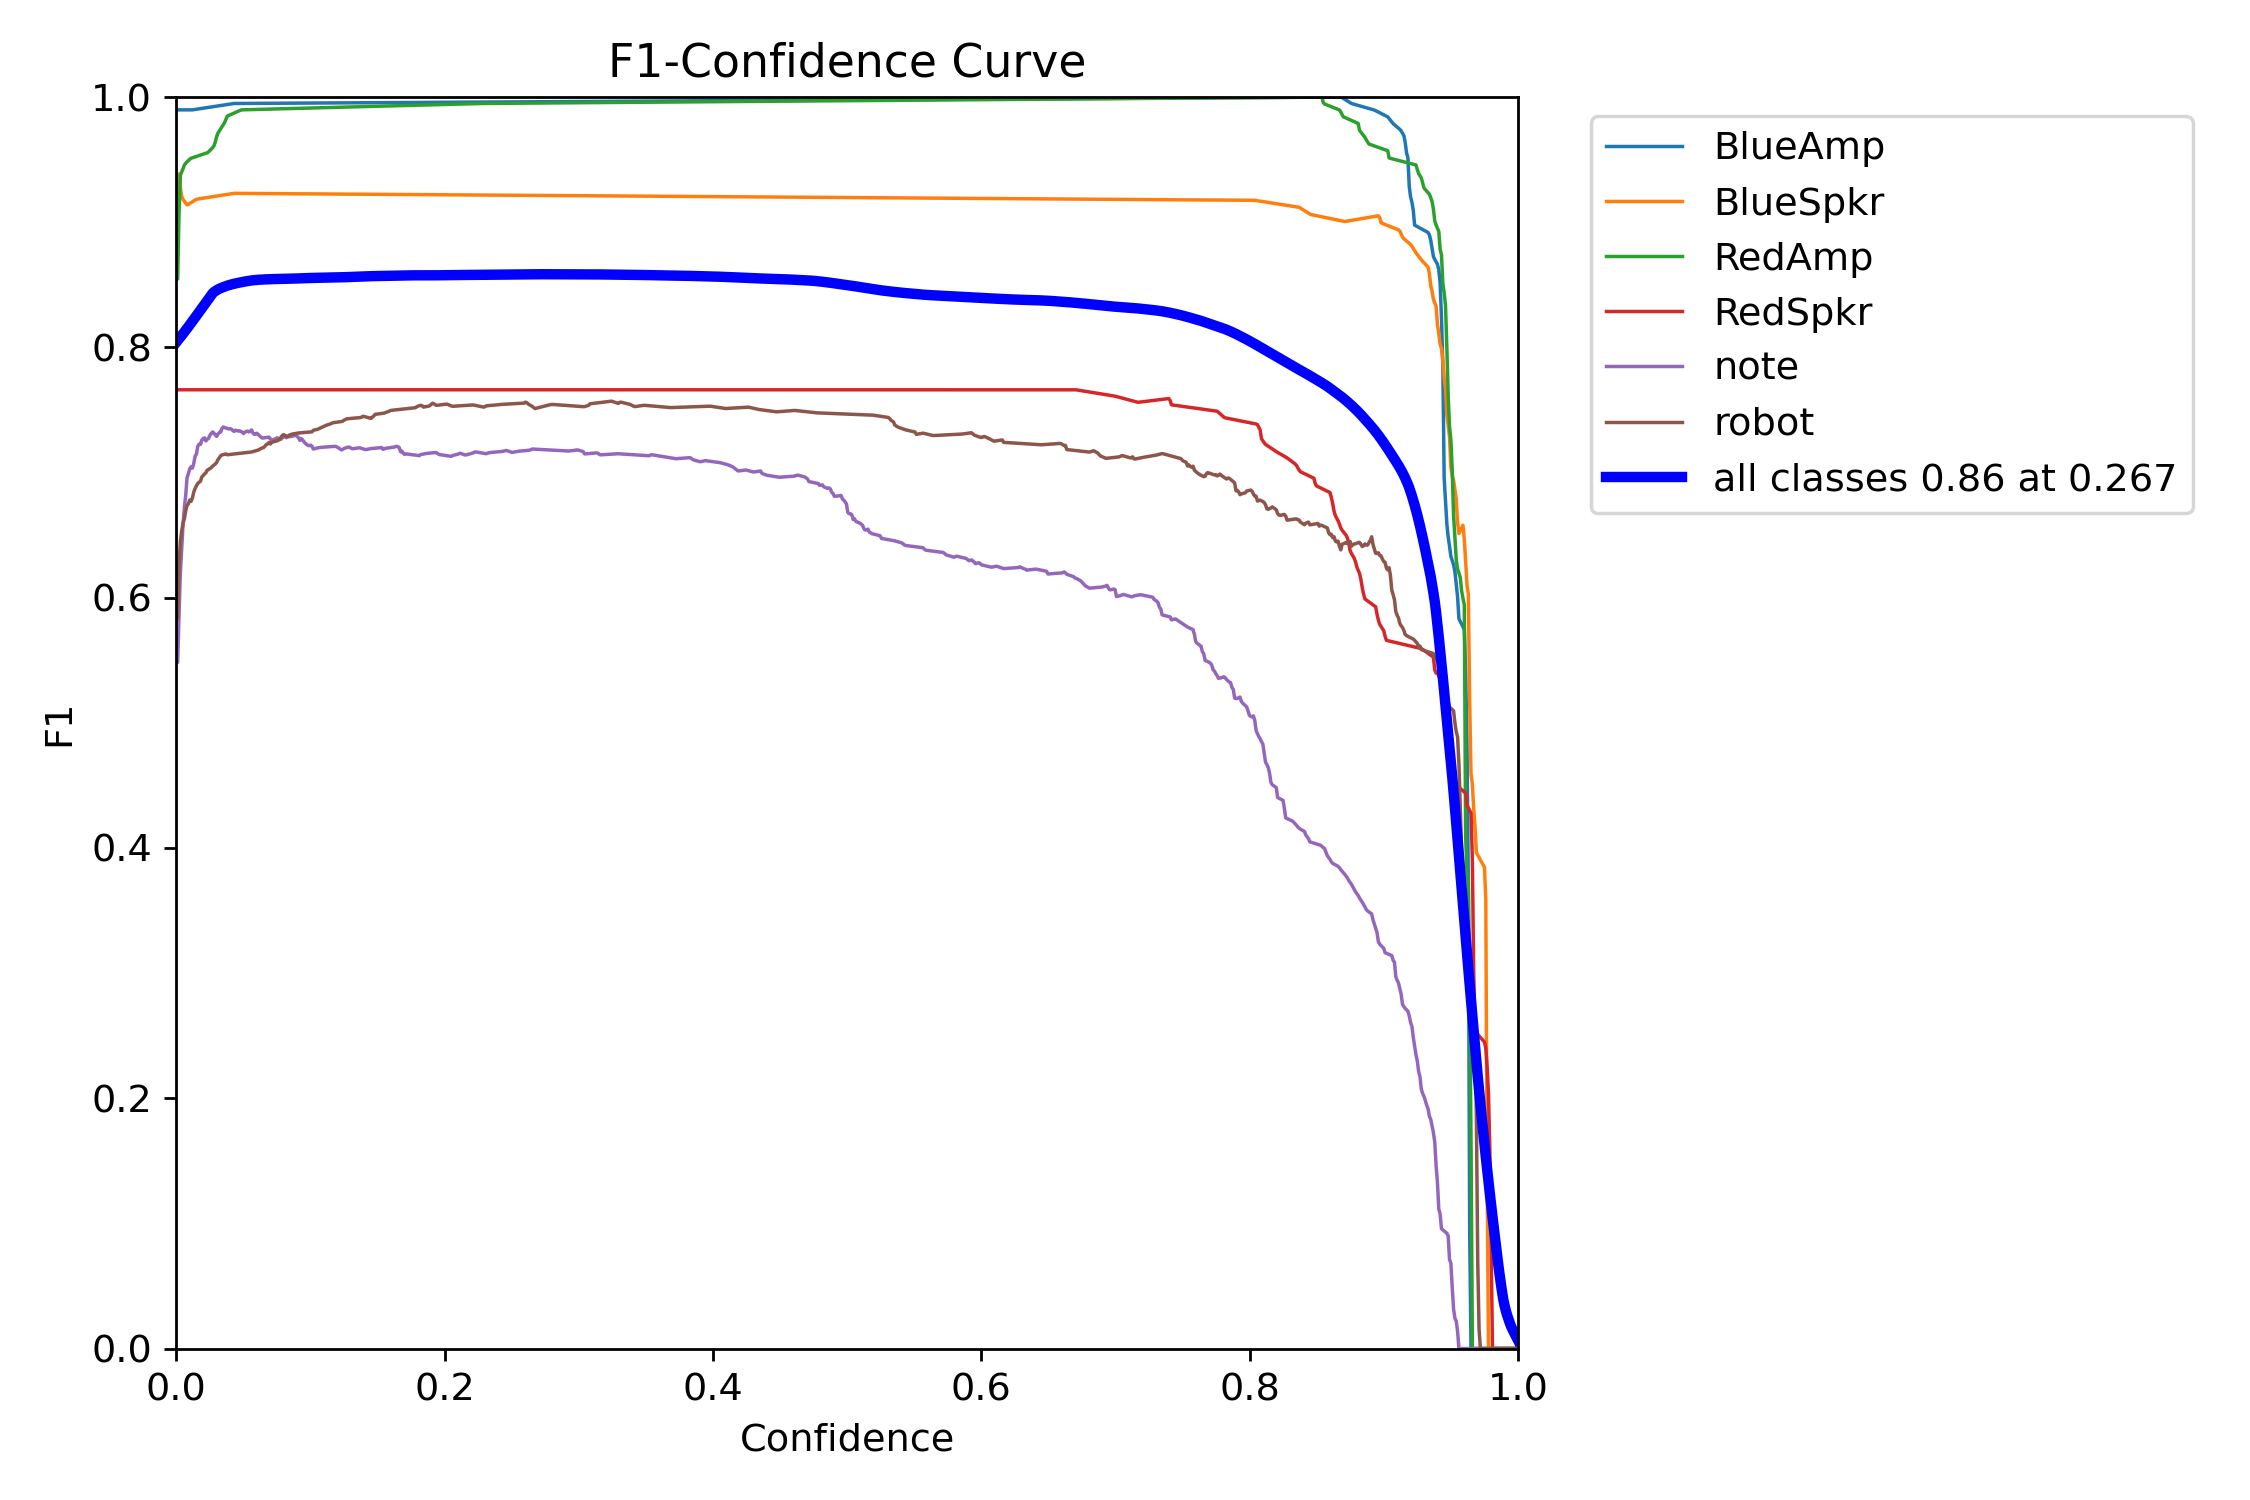 F1-Confidence Curve
1.0
0.8
0.6
0.4
0.2
0.0
F1
0.0 0.2 0.4 0.6 0.8 1.0
Confidence
BlueAmp
BlueSpkr
RedAmp
RedSpkr
note
robot
all classes 0.86 at 0.267